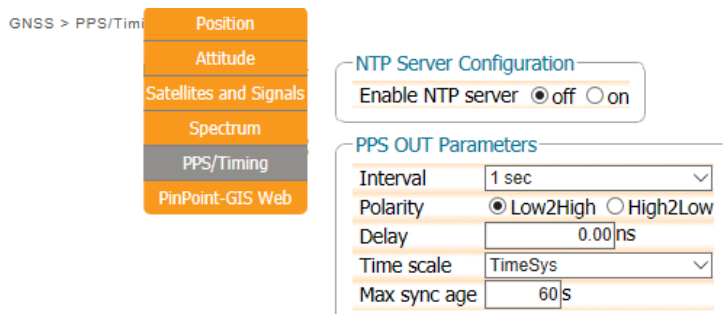 GNSS > PPS/Timi
Position
Attitude
Satellites and Signals
Spectrum
PPS/Timing
PinPoint-GIS Web
NTP Server Configuration
Enable NTP server off on
PPS OUT Parameters
Interval 1 sec
Polarity Low2High High2Low
Delay 0.00 ns
Time scale TimeSys
Max sync age 60 s